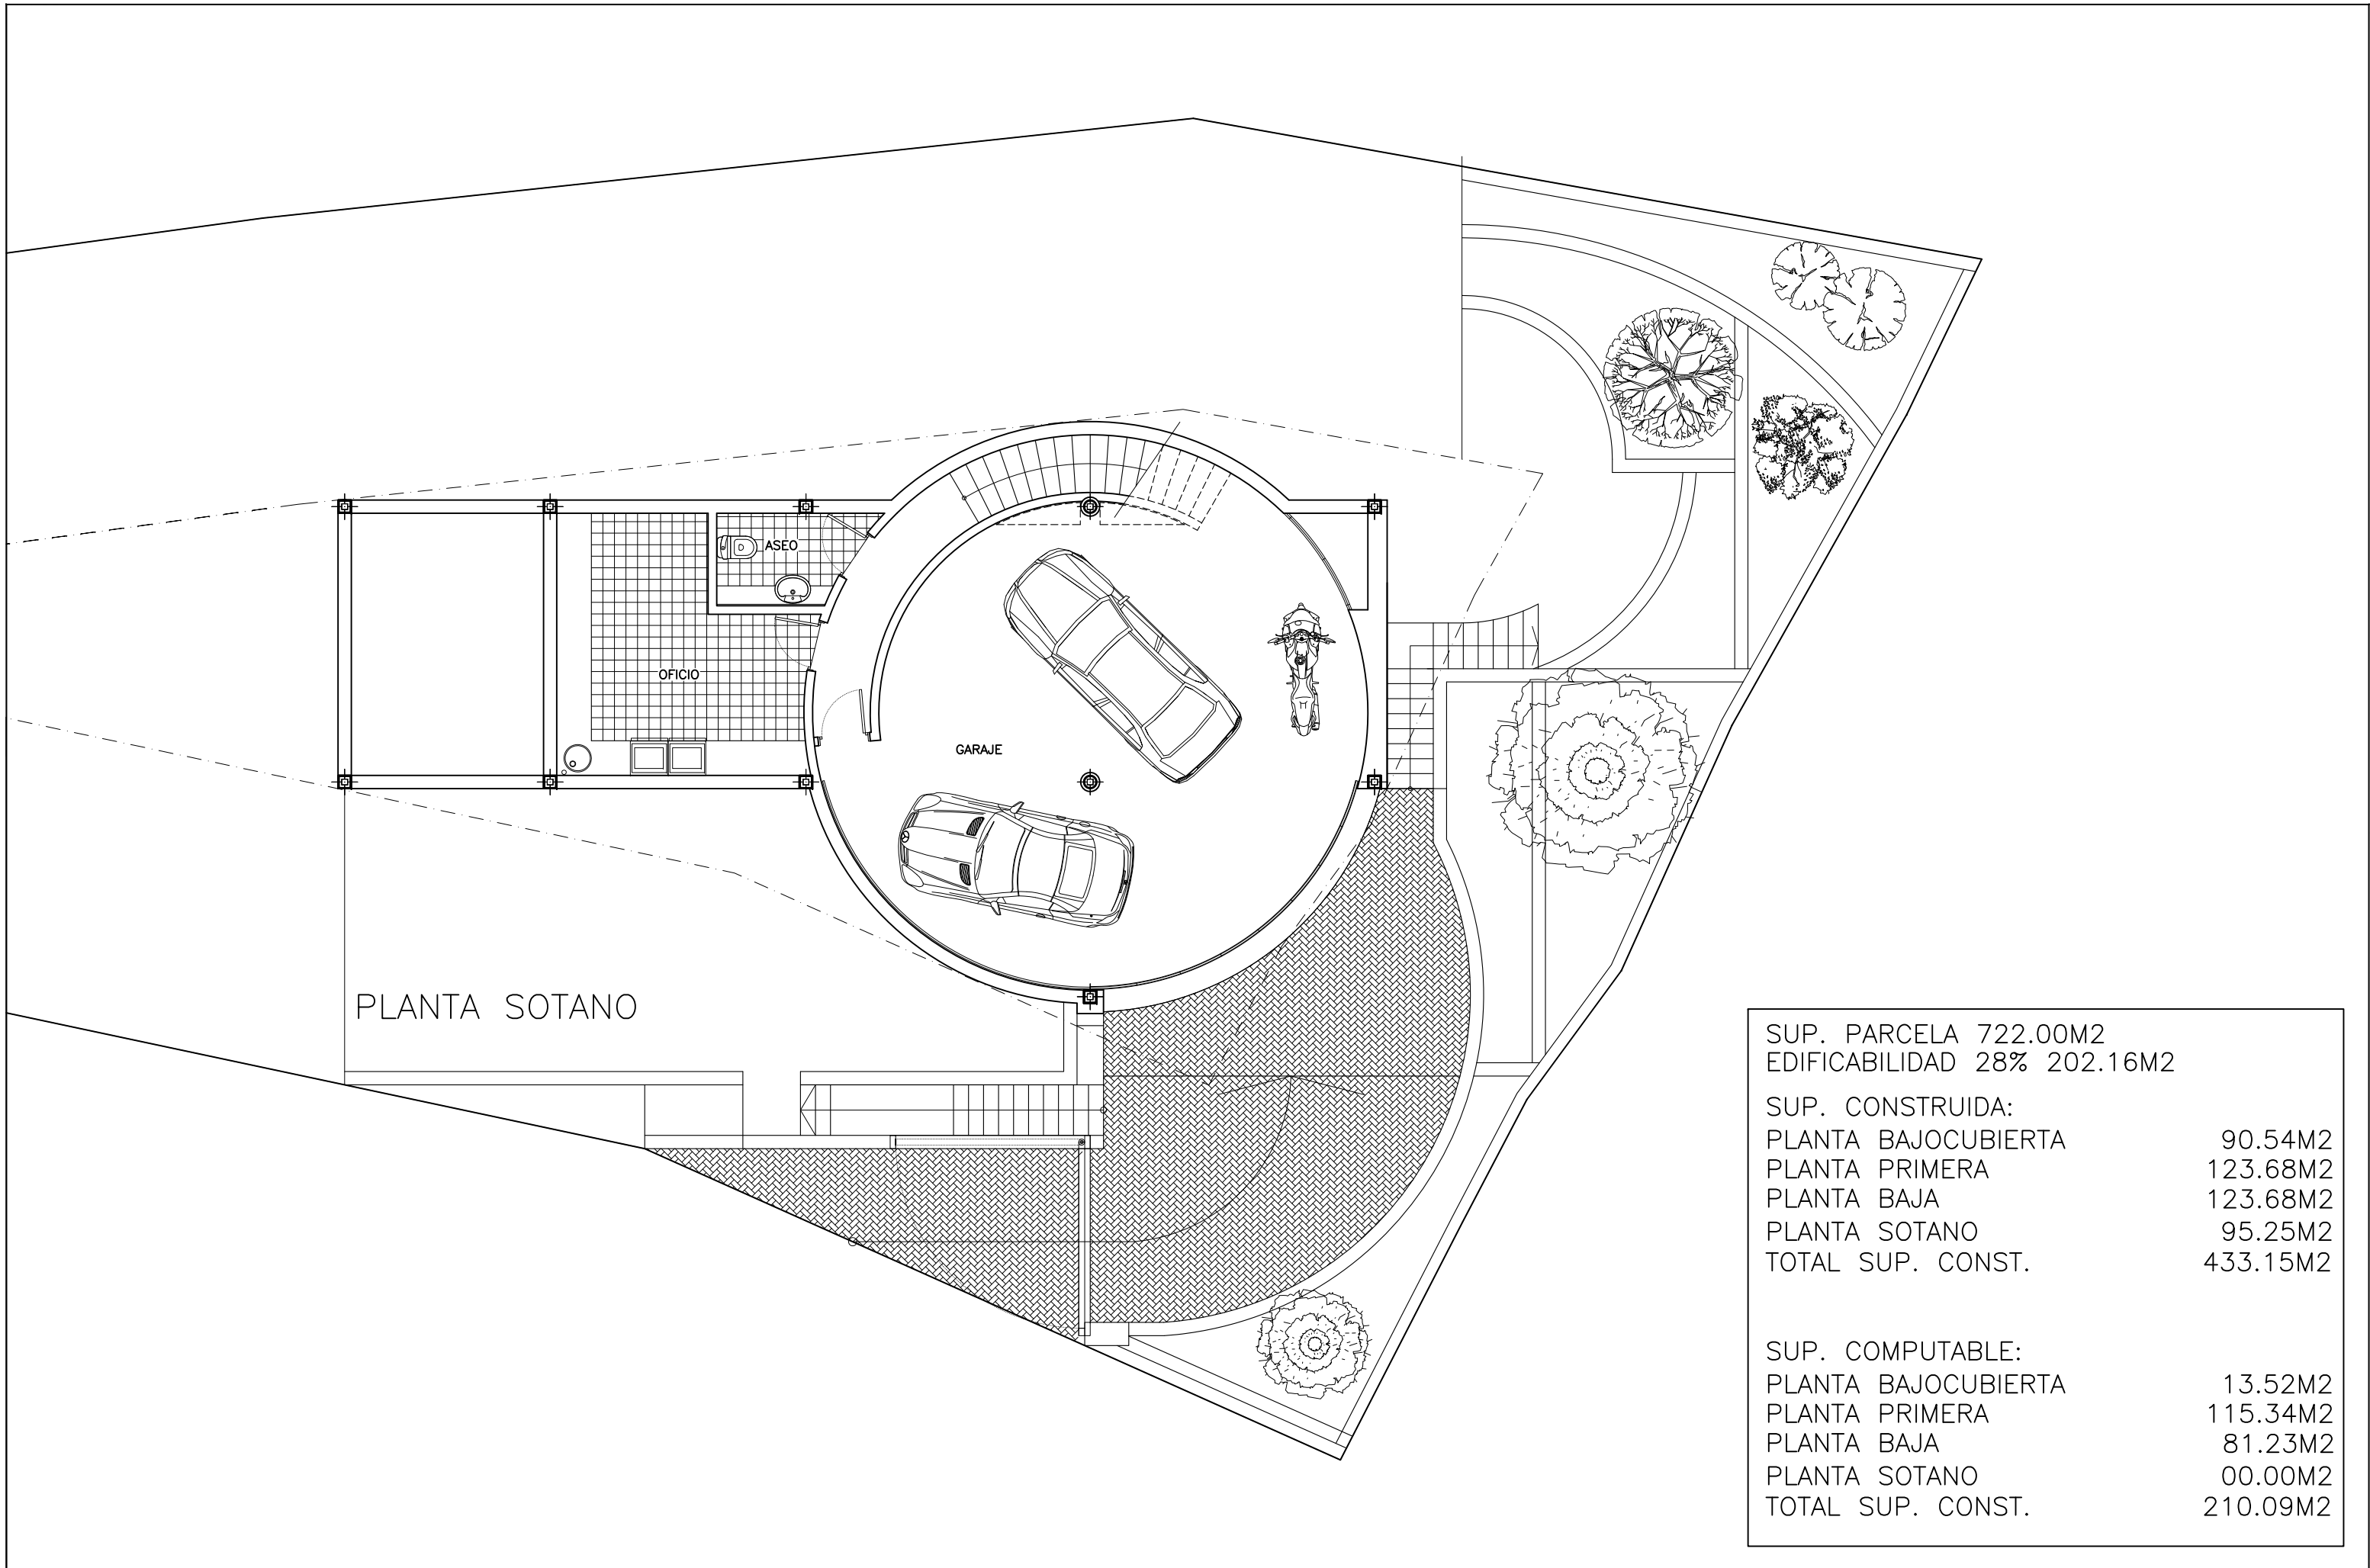 ASEO
OFICIO
GARAJE
PLANTA SOTANO
SUP. PARCELA 722.00M2
EDIFICABILIDAD 28% 202.16M2
SUP. CONSTRUIDA:
PLANTA BAJOCUBIERTA 90.54M2
PLANTA PRIMERA 123.68M2
PLANTA BAJA 123.68M2
PLANTA SOTANO 95.25M2
TOTAL SUP. CONST. 433.15M2
SUP. COMPUTABLE:
PLANTA BAJOCUBIERTA 13.52M2
PLANTA PRIMERA 115.34M2
PLANTA BAJA 81.23M2
PLANTA SOTANO 00.00M2
TOTAL SUP. CONST. 210.09M2